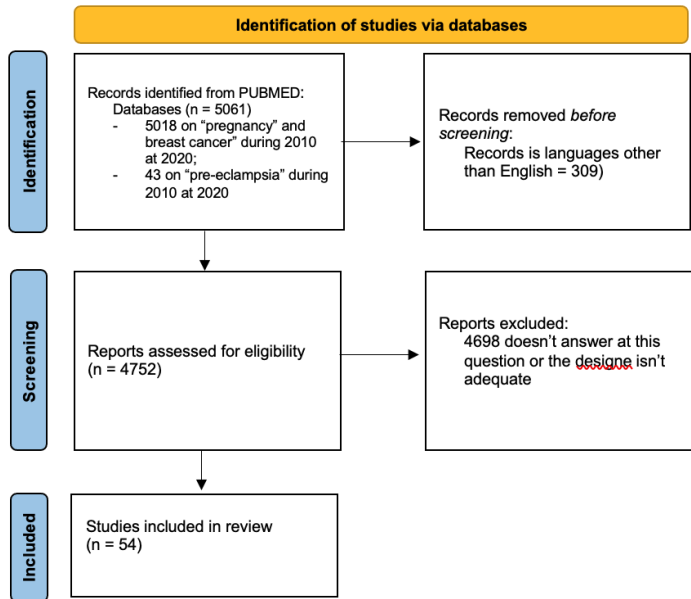 Identification of studies via databases
Identification
Records identified from PUBMED:
Databases (n = 5061)
- 5018 on “pregnancy” and
breast cancer” during 2010
at 2020;
- 43 on “pre-eclampsia” during
2010 at 2020
Records removed before
screening:
Records is languages other
than English = 309)
Screening
Reports assessed for eligibility
(n = 4752)
Reports excluded:
4698 doesn’t answer at this
question or the designe isn’t
adequate
Included
Studies included in review
(n = 54)